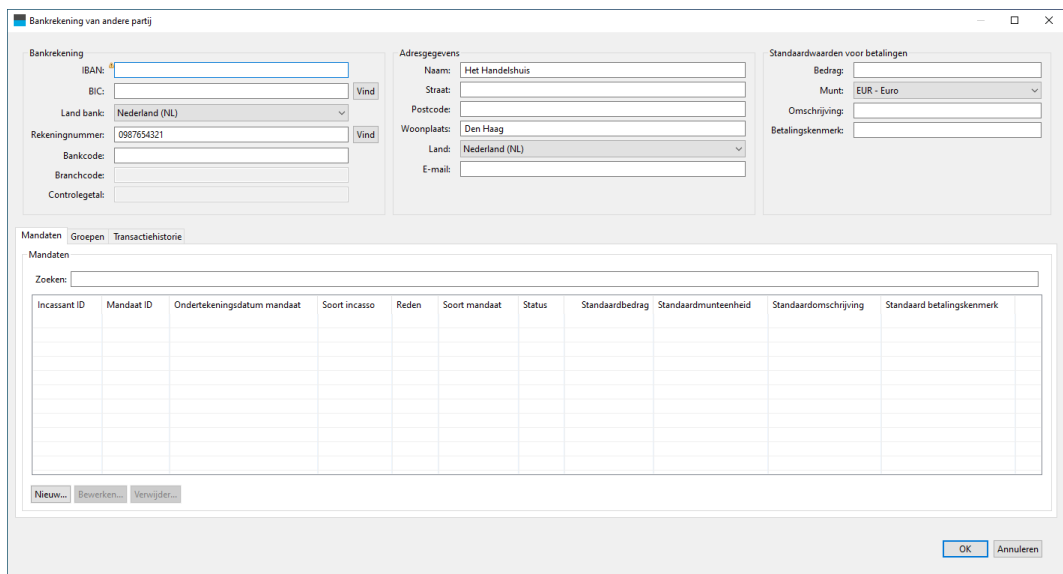 Bankrekening van andere partij
Bankrekening
IBAN:
BIC:
Vind
Land bank: Nederland (NL)
Rekeningnummer: 0987654321 Vind
Bankcode:
Branchcode:
Controlegetal:
Adresgegevens
Naam: Het Handelshuis
Straat:
Postcode:
Woonplaats: Den Haag
Land: Nederland (NL)
E-mail:
Standaardwaarden voor betalingen
Bedrag:
Munt: EUR - Euro
Omschrijving:
Betalingskenmerk:
Mandaten Groepen Transactiehistorie
Mandaten
Zoeken:
Incassant ID Mandaat ID Ondertekeningsdatum mandaat Soort incasso Reden Soort mandaat Status Standaardbedrag Standaardmunteenheid Standaardomschrijving Standaard betalingskenmerk
Nieuw... Bewerken... Verwijder...
OK Annuleren